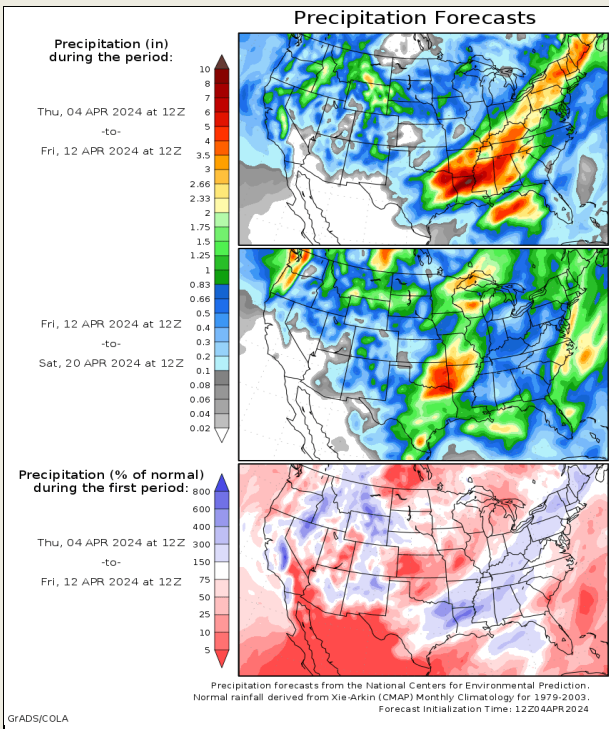 Precipitation Forecasts
Precipitation (in)
during the period:
Thu, 04 APR 2024 at 12Z
-to-
Fri, 12 APR 2024 at 12Z
10
8
7
6
5
4
3.5
3
2.66
2.33
2
1.75
1.5
1.25
1
0.83
0.66
0.5
0.4
0.3
0.2
0.1
0.08
0.06
0.04
0.02
Fri, 12 APR 2024 at 12Z
-to-
Sat, 20 APR 2024 at 12Z
Precipitation (% of normal)
during the first period:
Thu, 04 APR 2024 at 12Z
-to-
Fri, 12 APR 2024 at 12Z
800
600
400
300
150
75
50
25
10
5
Precipitation forecasts from the National Centers for Environmental Prediction.
Normal rainfall derived from Xie-Arkin (CMAP) Monthly Climatology for 1979-2003.
Forecast Initialization Time: 12Z04APR2024
GrADS/COLA